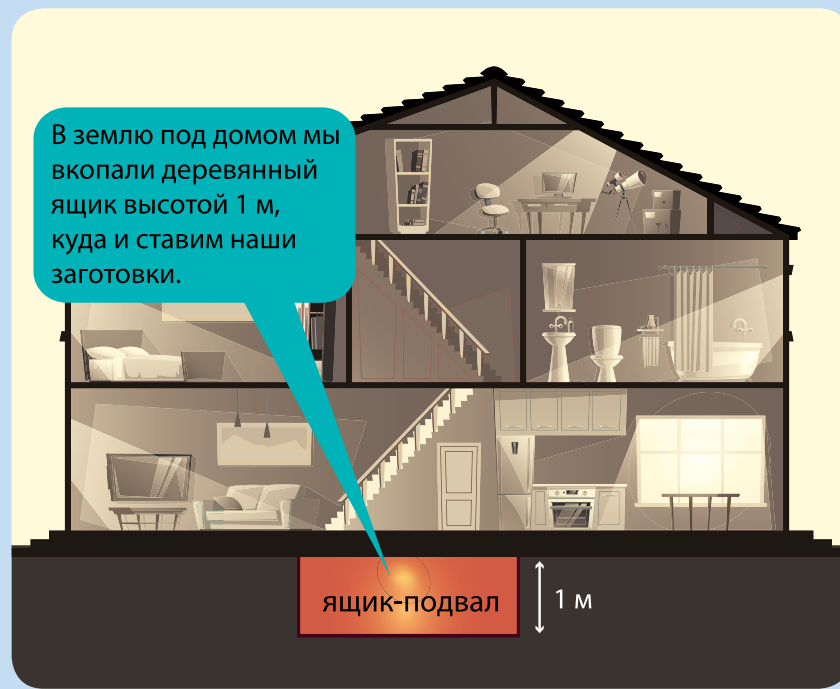 В землю под домом мы
вкопали деревянный
ящик высотой 1 м,
куда и ставим наши
заготовки.
ящик-подвал
1 м